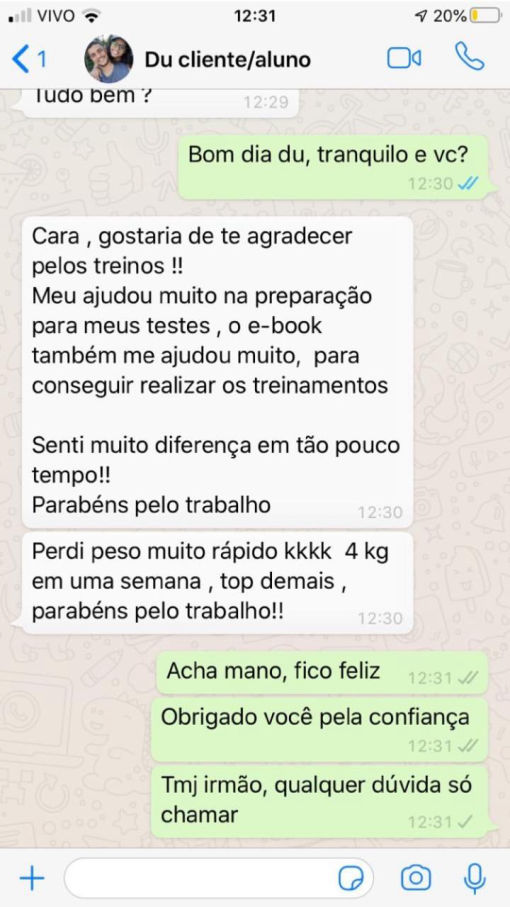 VIVO 12:31 20%
1 Du cliente/aluno
Tudo bem ?
12:29
Bom dia du, tranquilo e vc?
12:30
Cara , gostaria de te agradecer
pelos treinos !!
Meu ajudou muito na preparação
para meus testes , o e-book
também me ajudou muito, para
conseguir realizar os treinamentos
Senti muito diferença em tão pouco
tempo!!
Parabéns pelo trabalho
12:30
Perdi peso muito rápido kkkk 4 kg
em uma semana , top demais ,
parabéns pelo trabalho!!
12:30
Acha mano, fico feliz 12:31
Obrigado você pela confiança
12:31
Tmj irmão, qualquer dúvida só
chamar
12:31